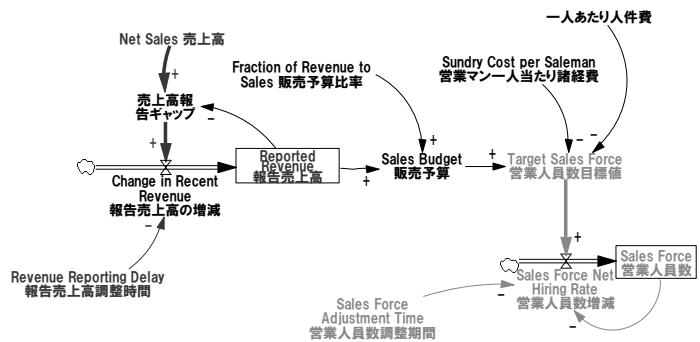 一人あたり人件費
Net Sales 売上高
Fraction of Revenue to
Sales 販売予算比率
Sundry Cost per Saleman
営業マン一人当たり諸経費
+
売上高報
告ギャップ
-
+
-
-
+
Reported
Revenue
報告売上高
+
Sales Budget
販売予算
+
+
Target Sales Force
営業人員数目標値
Change in Recent
Revenue
報告売上高の増減
-
+
Sales Force
営業人員数
Revenue Reporting Delay
報告売上高調整時間
Sales Force Net
Hiring Rate
営業人員数増減
-
-
Sales Force
Adjustment Time
営業人員数調整期間